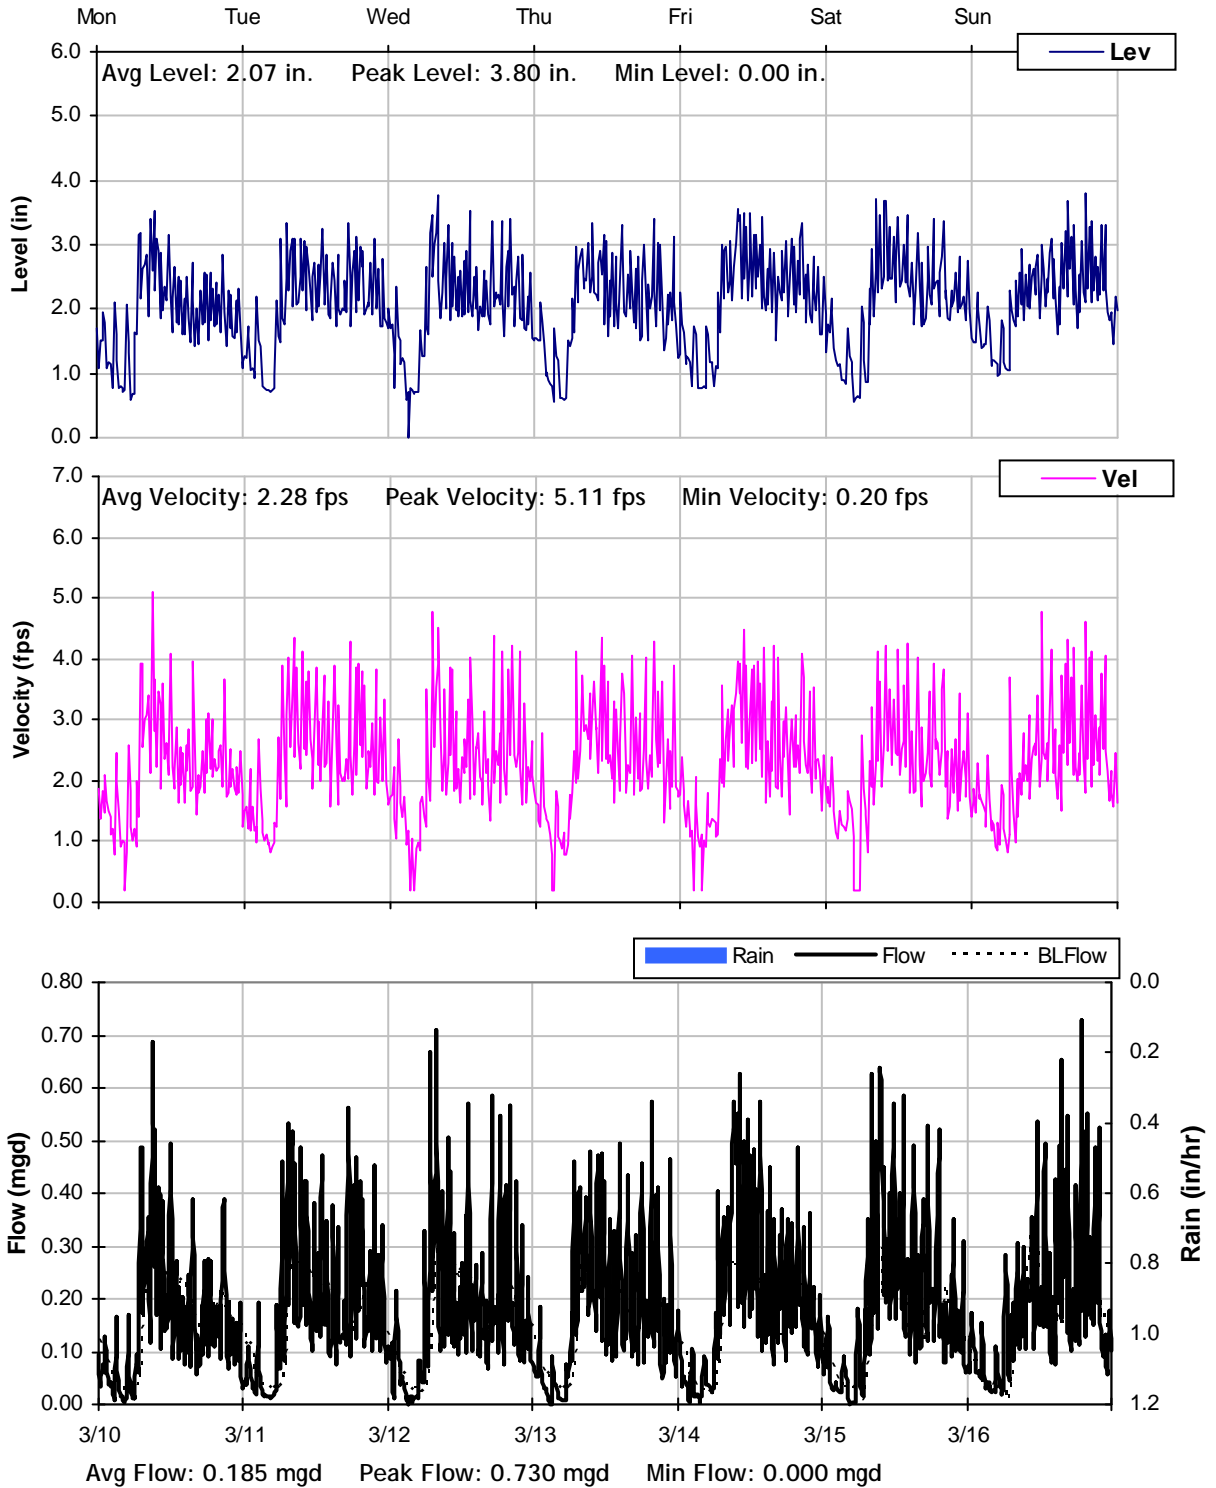 Mon Tue Wed Thu Fri Sat Sun
Lev
Avg Level: 2.07 in. Peak Level: 3.80 in. Min Level: 0.00 in.
6.0
5.0
4.0
3.0
2.0
1.0
0.0
Level (in)
Vel
Avg Velocity: 2.28 fps Peak Velocity: 5.11 fps Min Velocity: 0.20 fps
7.0
6.0
5.0
4.0
3.0
2.0
1.0
0.0
Velocity (fps)
Rain Flow BLFlow
0.80
0.70
0.60
0.50
0.40
0.30
0.20
0.10
0.00
Flow (mgd)
0.0
0.2
0.4
0.6
0.8
1.0
1.2
Rain (in/hr)
3/10 3/11 3/12 3/13 3/14 3/15 3/16
Avg Flow: 0.185 mgd Peak Flow: 0.730 mgd Min Flow: 0.000 mgd